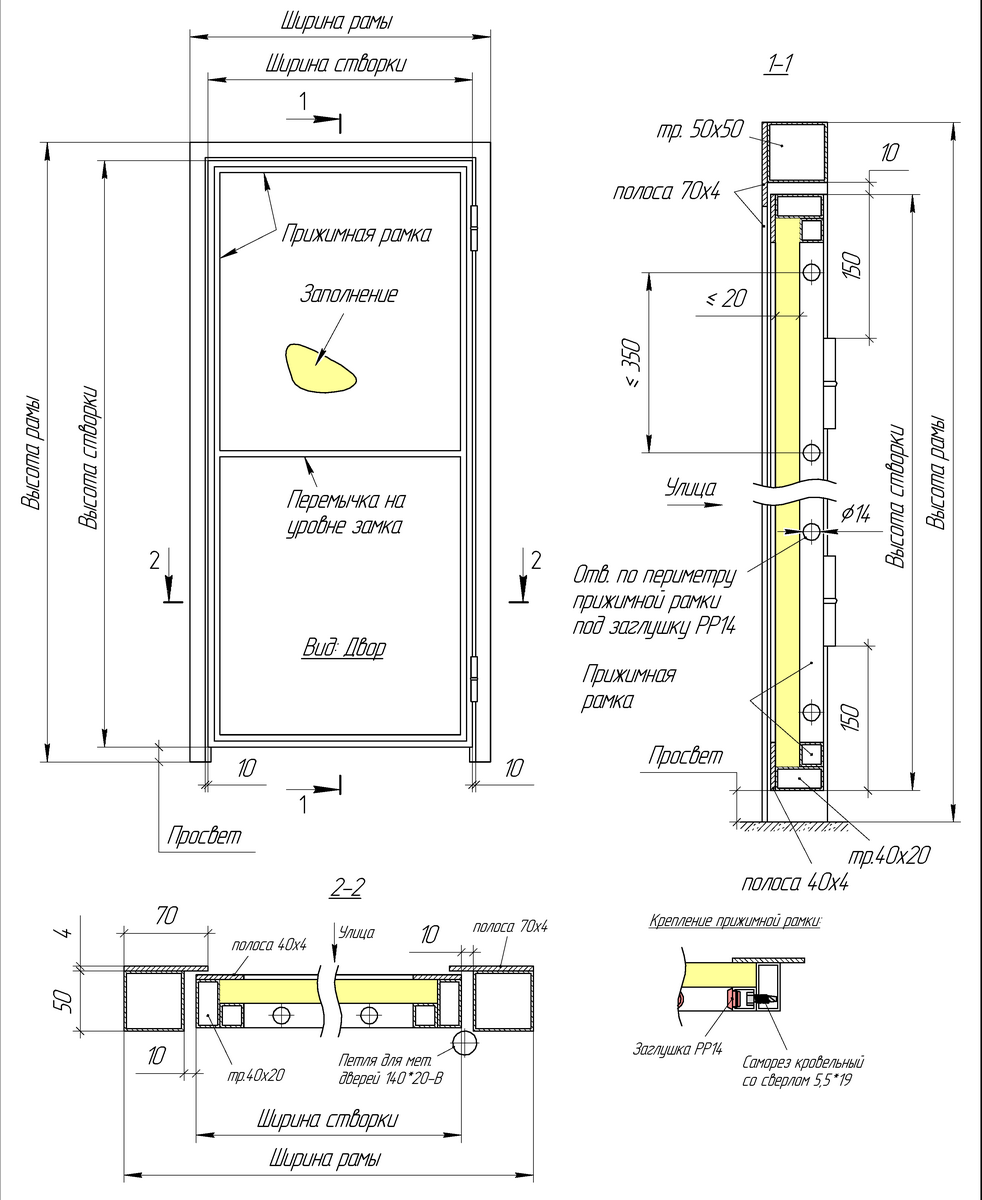 Ширина рамы
Ширина створки
1
Прижимная рамка
Заполнение
Высота рамы
Высота створки
Перемычка на
уровне замка
2
2
Вид: Двор
10
10
1
Просвет
1-1
тр. 50х50
10
полоса 70х4
150
≤ 20
≤ 350
Улица
Φ14
Высота створки
Высота рамы
Отв. по периметру
прижимной рамки
под заглушку РР14
Прижимная
рамка
150
Просвет
тр.40х20
полоса 40х4
2-2
70
4
полоса 40х4
Улица
10
полоса 70х4
50
10
тр.40х20
Петля для мет.
дверей 140*20-В
Ширина створки
Ширина рамы
Крепление прижимной рамки:
Заглушка РР14
Саморез кровельный
со сверлом 5,5*19